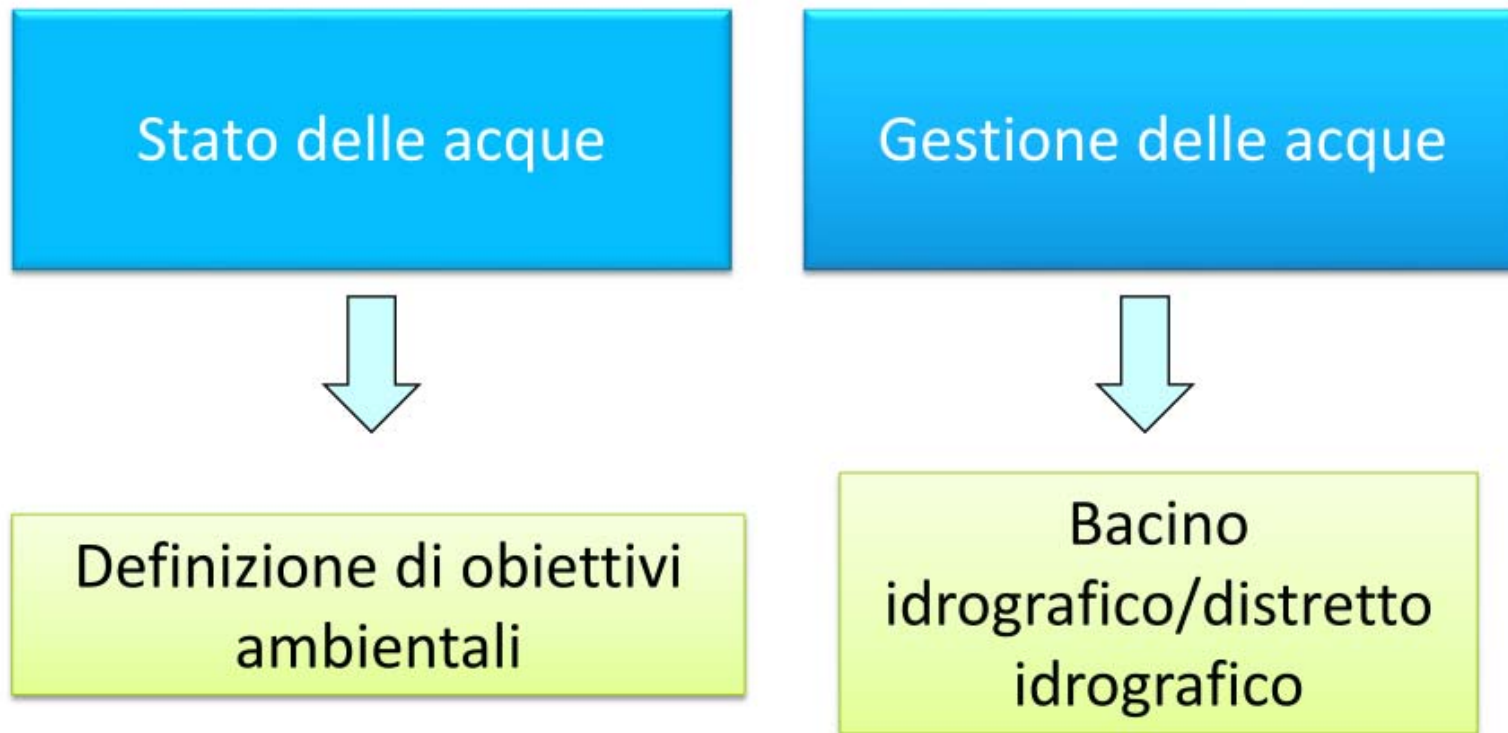 Stato delle acque
Gestione delle acque
Definizione di obiettivi
ambientali
Bacino
idrografico/distretto
idrografico